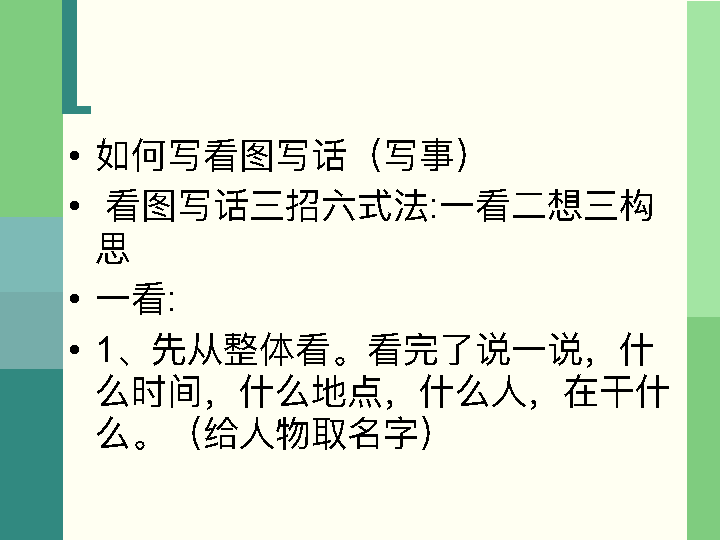 • 如何写看图写话（写事）
• 看图写话三招六式法:一看二想三构
思
• 一看:
• 1、先从整体看。看完了说一说，什
么时间，什么地点，什么人，在干什
么。（给人物取名字）